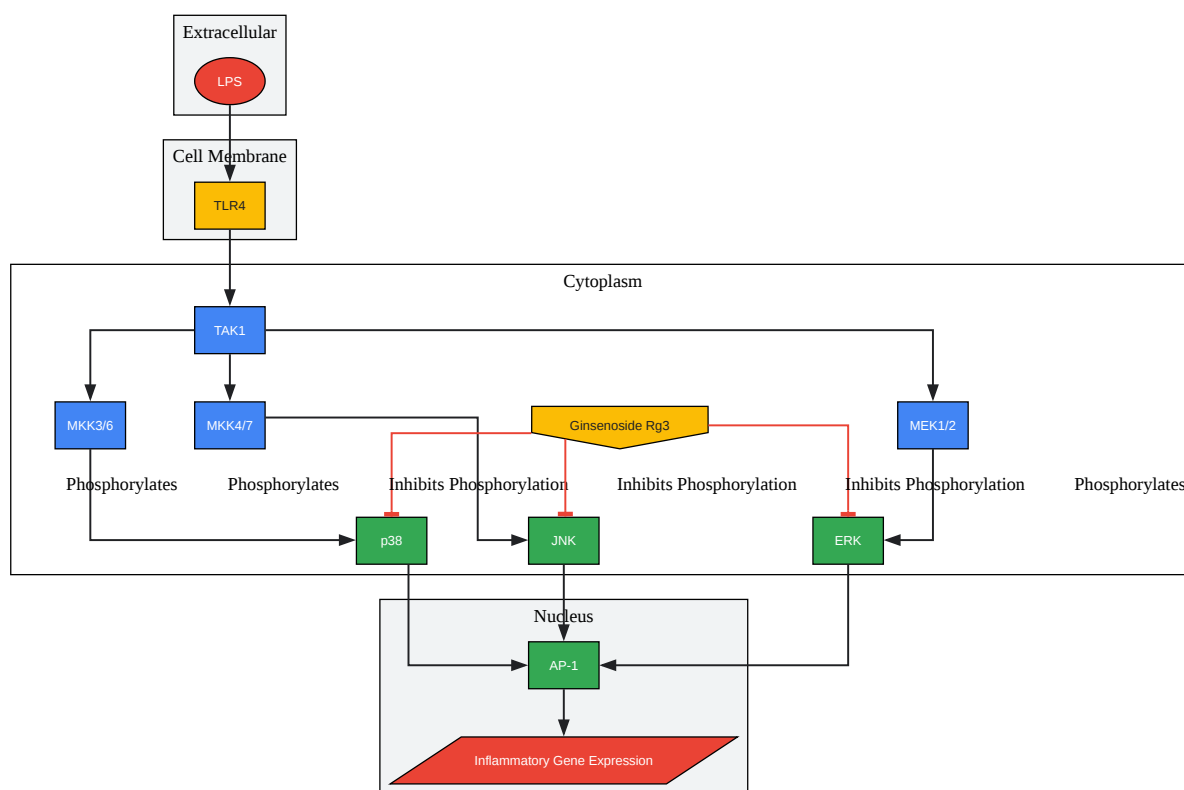 Extracellular
LPS
Cell Membrane
TLR4
Cytoplasm
TAK1
MKK3/6
MKK4/7
Ginsenoside Rg3
MEK1/2
Phosphorylates
Phosphorylates
Inhibits Phosphorylation
Inhibits Phosphorylation
Inhibits Phosphorylation
Phosphorylates
p38
JNK
ERK
Nucleus
AP-1
Inflammatory Gene Expression